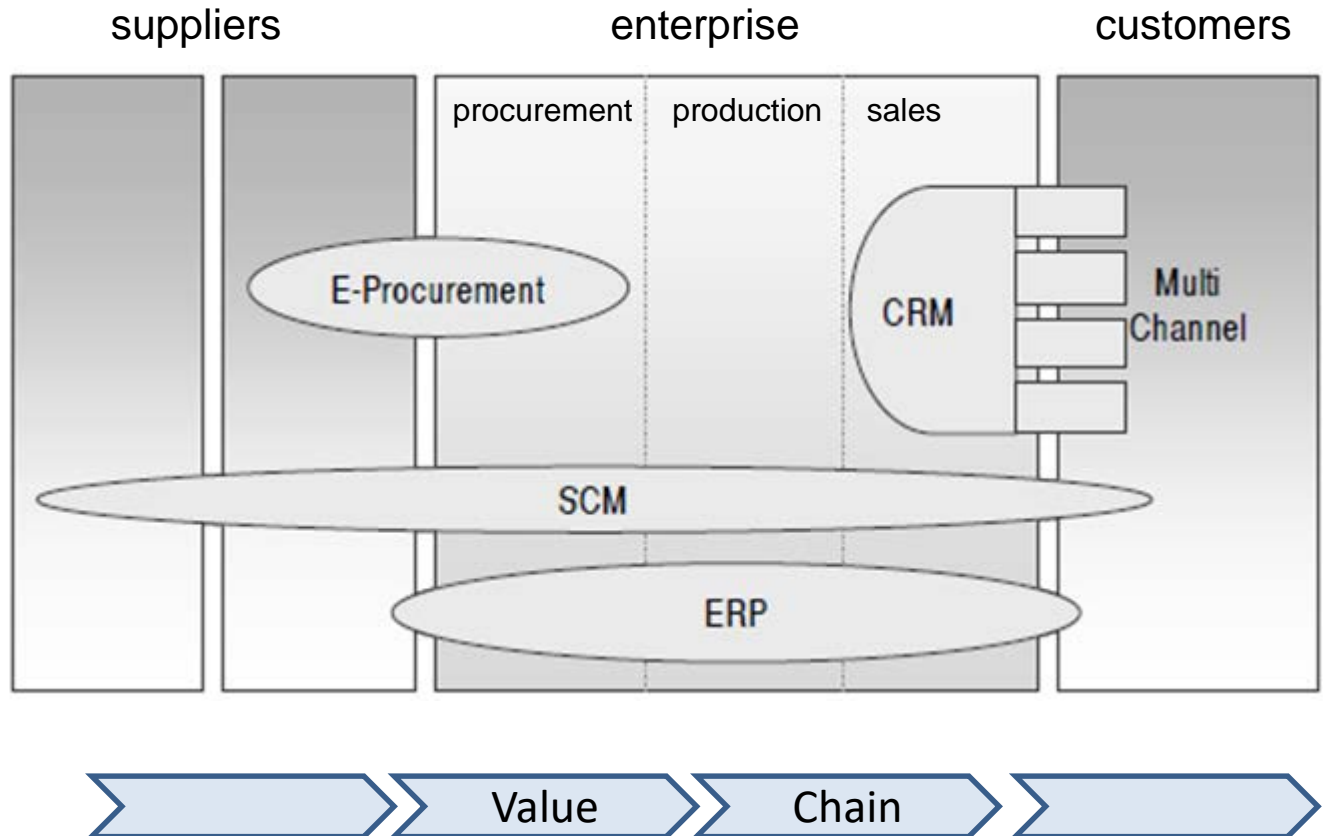 suppliers enterprise customers
procurement production sales
E-Procurement
CRM
Multi
Channel
SCM
ERP
Value Chain